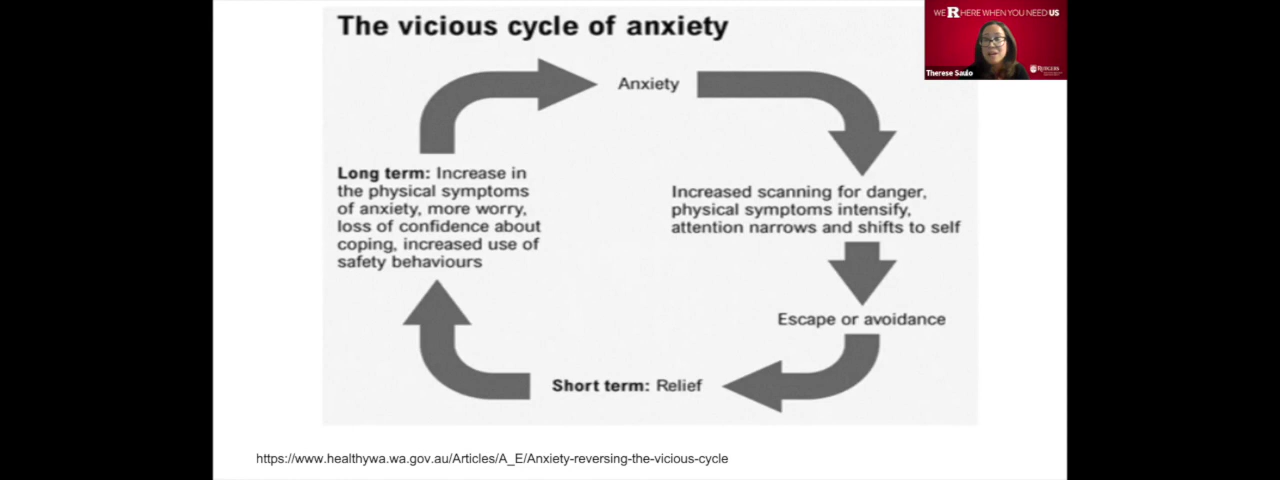 The vicious cycle of anxiety
WE R HERE WHEN YOU NEED US
Therese Saulo
RUTGERS
Anxiety
Long term: Increase in
the physical symptoms
of anxiety, more worry,
loss of confidence about
coping, increased use of
safety behaviours
Increased scanning for danger,
physical symptoms intensify,
attention narrows and shifts to self
Escape or avoidance
Short term: Relief
https://www.healthywa.wa.gov.au/Articles/A_E/Anxiety-reversing-the-vicious-cycle